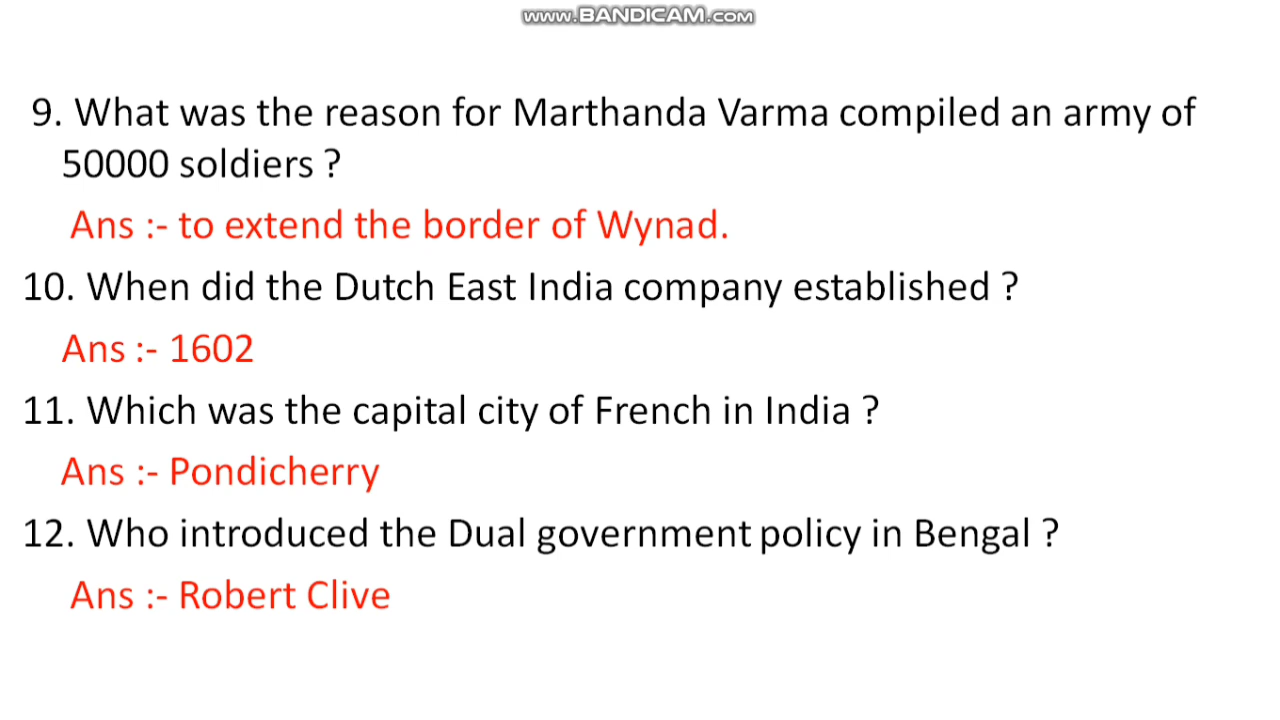 www.BANDICAM.com
9. What was the reason for Marthanda Varma compiled an army of
50000 soldiers ?
Ans :- to extend the border of Wynad.
10. When did the Dutch East India company established ?
Ans :- 1602
11. Which was the capital city of French in India ?
Ans :- Pondicherry
12. Who introduced the Dual government policy in Bengal ?
Ans :- Robert Clive